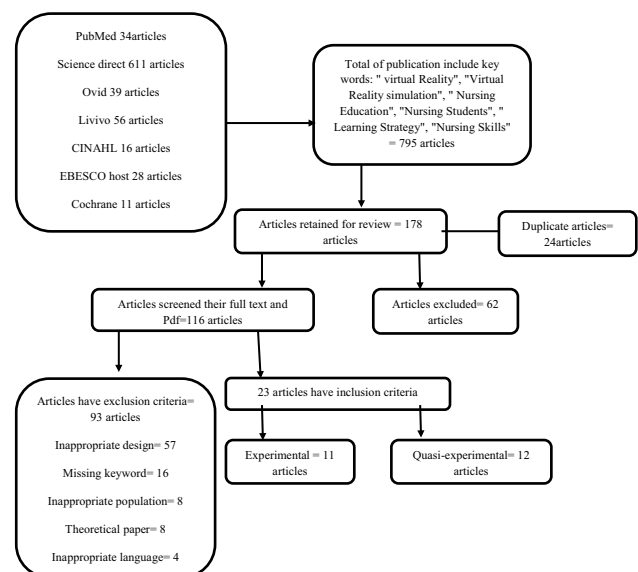 PubMed 34articles
Science direct 611 articles
Ovid 39 articles
Livivo 56 articles
CINAHL 16 articles
EBESCO host 28 articles
Cochrane 11 articles
Total of publication include key
words: " virtual Reality", "Virtual
Reality simulation", " Nursing
Education", "Nursing Students", "
Learning Strategy", "Nursing Skills"
= 795 articles
Articles retained for review = 178
articles
Duplicate articles=
24articles
Articles screened their full text and
Pdf=116 articles
Articles excluded= 62
articles
Articles have exclusion criteria=
93 articles
Inappropriate design= 57
Missing keyword= 16
Inappropriate population= 8
Theoretical paper= 8
Inappropriate language= 4
23 articles have inclusion criteria
Experimental = 11
articles
Quasi-experimental= 12
articles